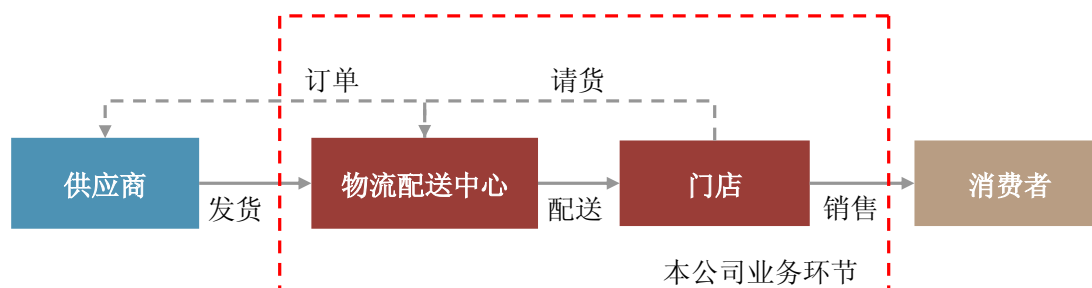 订单
请货
供应商
物流配送中心
门店
消费者
发货
配送
销售
本公司业务环节